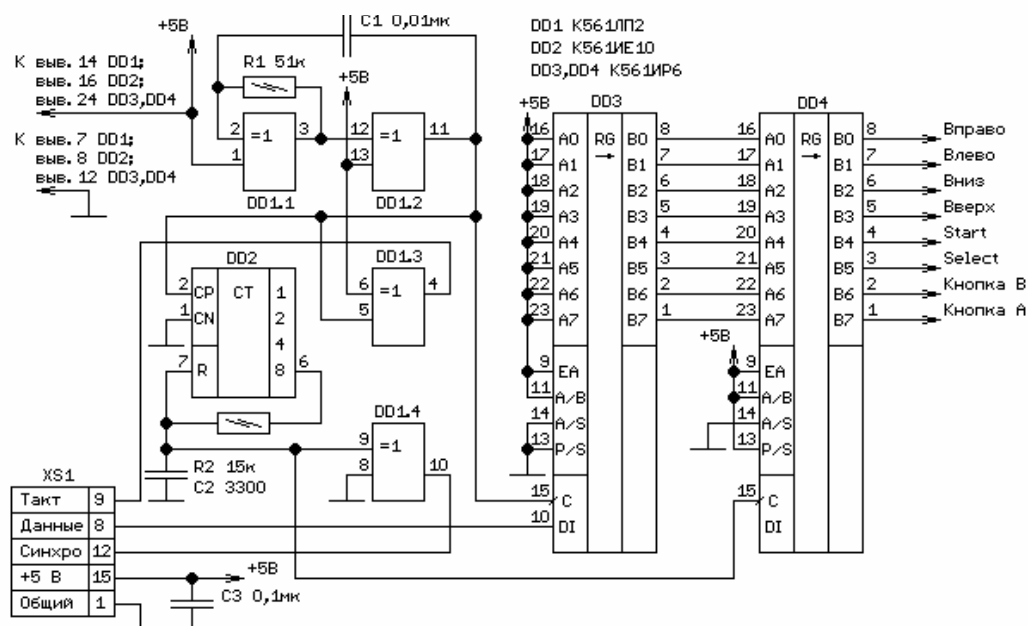 C1 0,01мк
+5В
К выв. 14 DD1;
выв. 16 DD2;
выв. 24 DD3,DD4
R1 51к
+5В
2 =1 3
1
DD1.1
12 =1 11
13
DD1.2
К выв. 7 DD1;
выв. 8 DD2;
выв. 12 DD3,DD4
DD1 К561ЛП2
DD2 К561ИЕ10
DD3,DD4 К561ИР6
DD2
2 CP CT 1
1 CN 2
4
7 R 8 6
DD1.3
6 =1 4
5
DD1.4
9 =1
8 10
R2 15к
C2 3300
XS1
Такт 9
Данные 8
Синхро 12
+5 В 15
Общий 1
+5В
C3 0,1мк
+5В
DD3
16 A0 RG B0 8
17 A1 B1 7
18 A2 B2 6
19 A3 B3 5
20 A4 B4 4
21 A5 B5 3
22 A6 B6 2
23 A7 B7 1
9 EA
11 A/B
14 A/S
13 P/S
15 C
10 DI
DD4
16 A0 RG B0 8 Вправо
17 A1 B1 7 Влево
18 A2 B2 6 Вниз
19 A3 B3 5 Вверх
20 A4 B4 4 Start
21 A5 B5 3 Select
22 A6 B6 2 Кнопка В
23 A7 B7 1 Кнопка А
+5В
9 EA
11 A/B
14 A/S
13 P/S
15 C
DI